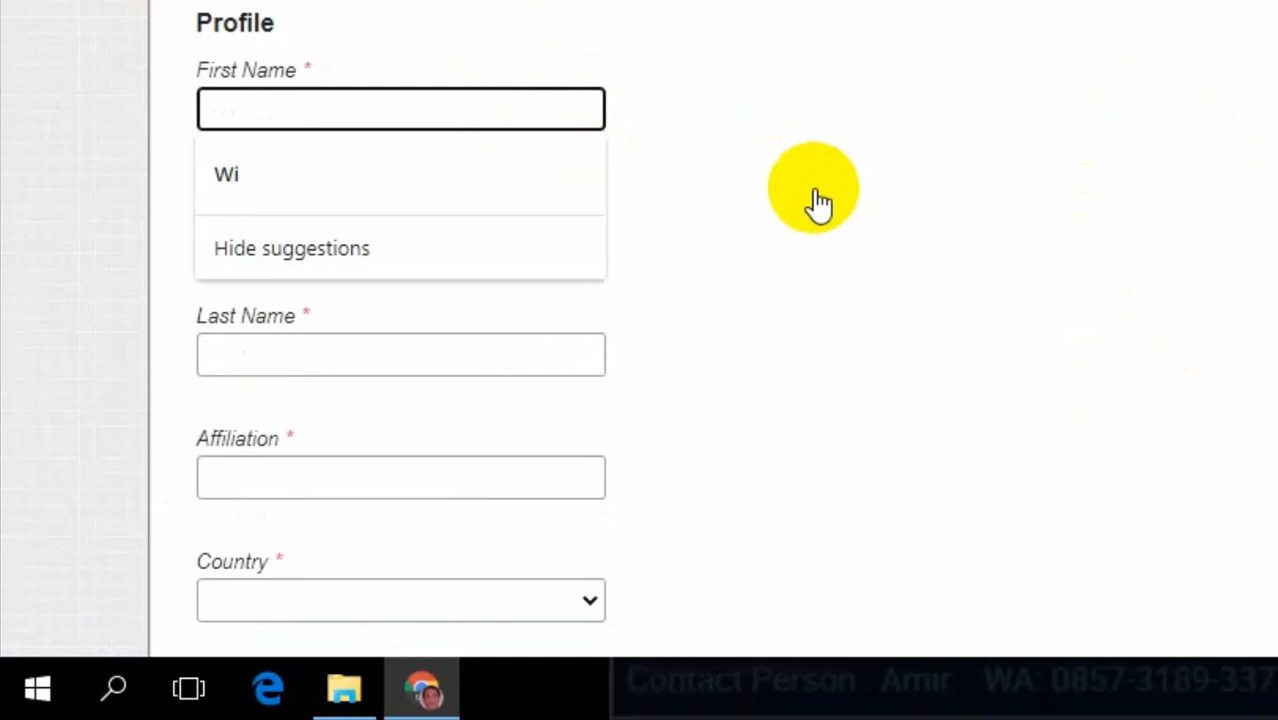 Profile
First Name *
Wi
Hide suggestions
Last Name *
Affiliation *
Country *
Contact Person Amir WA: 0857-3189-337